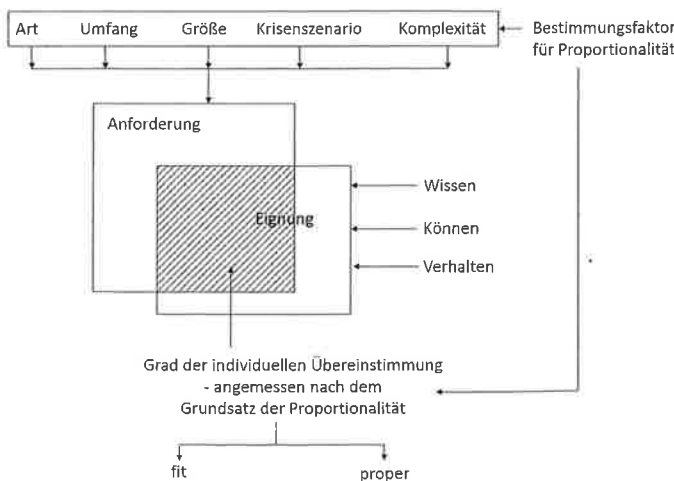 Art Umfang Größe Krisenszenario Komplexität
Bestimmungsfaktor
für Proportionalität
Anforderung
Eignung
Wissen
Können
Verhalten
Grad der individuellen Übereinstimmung
- angemessen nach dem
Grundsatz der Proportionalität
fit proper